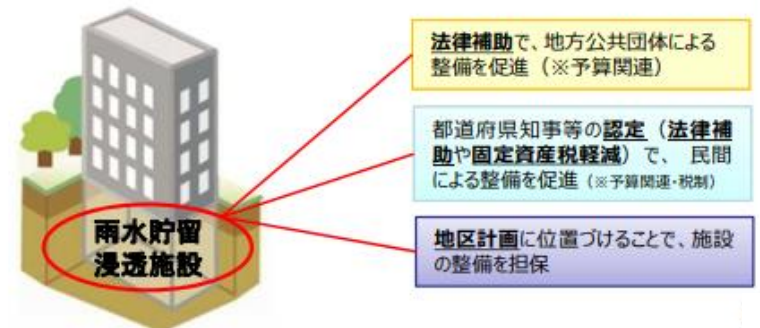 法律補助で、地方公共団体による
整備を促進（※予算関連）
都道府県知事等の認定（法律補
助や固定資産税軽減）で、 民間
による整備を促進（※予算関連・税制）
雨水貯留
浸透施設
地区計画に位置づけることで、施設
の整備を担保